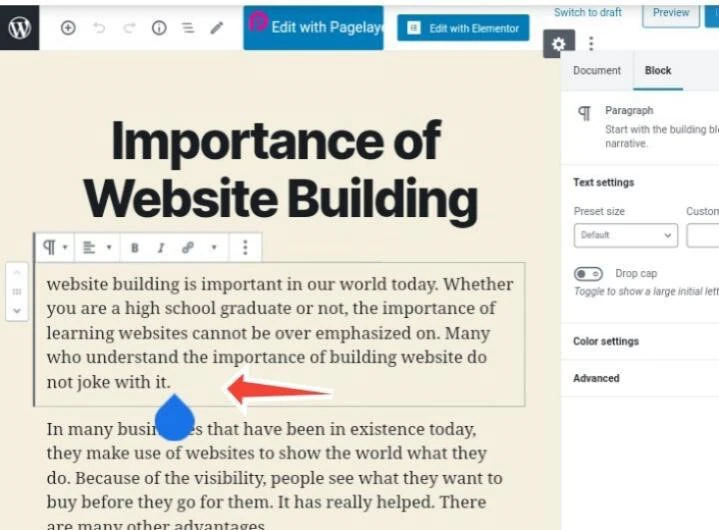 Switch to draft
Preview
Edit with Pagelaye
Edit with Elementor
Document
Block
Paragraph
Start with the building blo
narrative.
Text settings
Preset size
Custom
Default
Drop cap
Toggle to show a large initial lett
Color settings
Advanced
Importance of
Website Building
B I
website building is important in our world today. Whether
you are a high school graduate or not, the importance of
learning websites cannot be over emphasized on. Many
who understand the importance of building website do
not joke with it.
In many busi es that have been in existence today,
they make use of websites to show the world what they
do. Because of the visibility, people see what they want to
buy before they go for them. It has really helped. There
are many other advantages